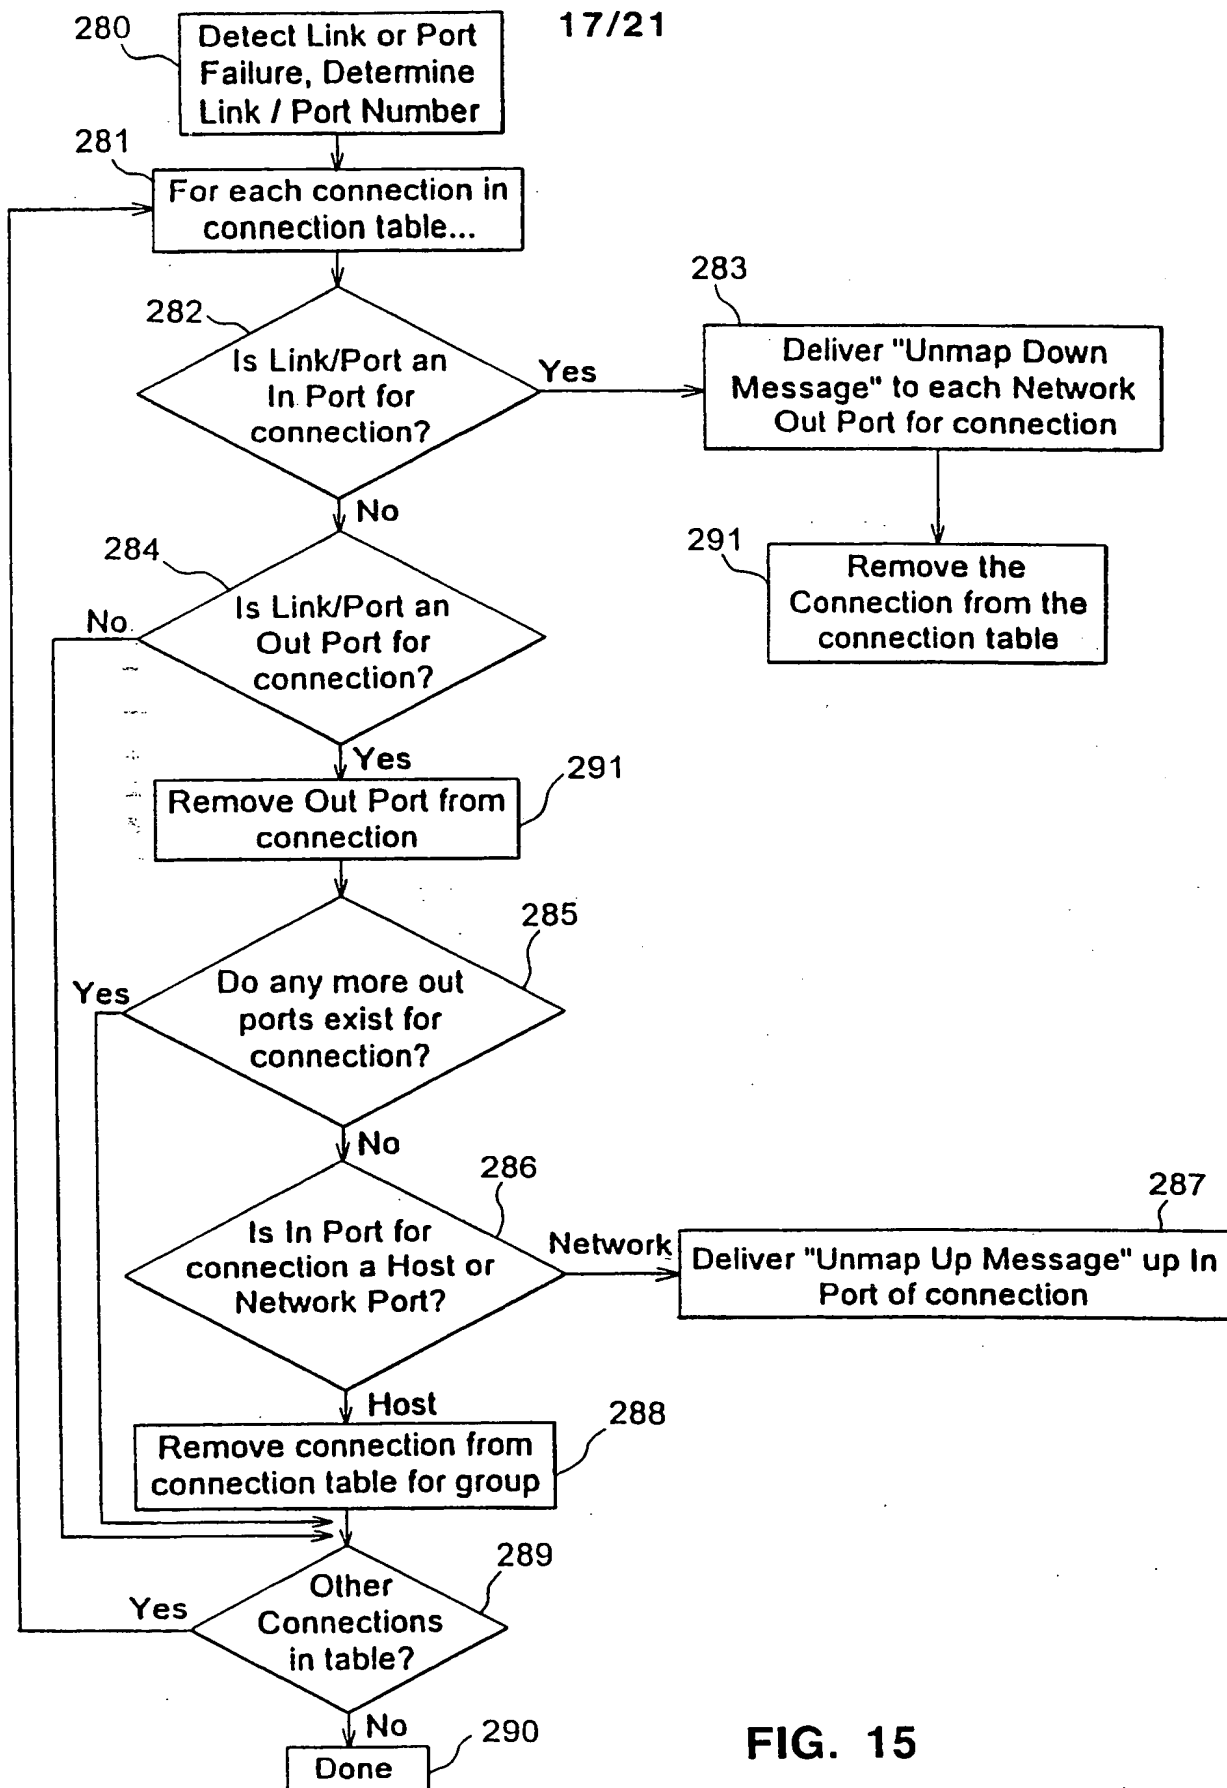 17/21
280
Detect Link or Port
Failure, Determine
Link / Port Number
281
For each connection in
connection table...
282
Is Link/Port an
In Port for
connection?
Yes
283
Deliver "Unmap Down
Message" to each Network
Out Port for connection
No
291
Remove the
Connection from the
connection table
284
Is Link/Port an
Out Port for
connection?
No
Yes
291
Remove Out Port from
connection
285
Do any more out
ports exist for
connection?
Yes
No
286
Is In Port for
connection a Host or
Network Port?
Network
287
Deliver "Unmap Up Message" up In
Port of connection
Host
288
Remove connection from
connection table for group
289
Other
Connections
in table?
Yes
No
290
Done
FIG. 15